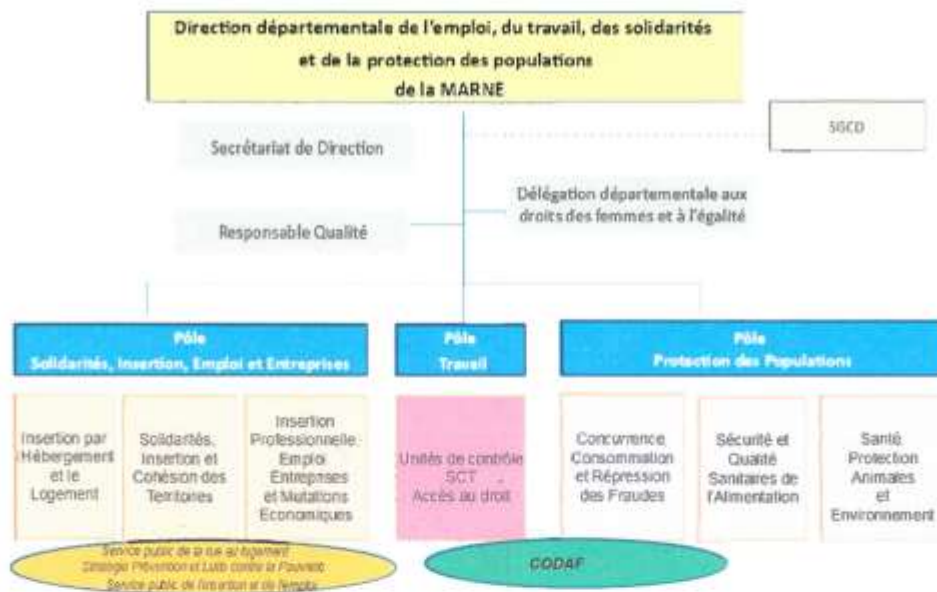 Direction départementale de l'emploi, du travail, des solidarités
et de la protection des populations
de la MARNE
SGCD
Secrétariat de Direction
Délégation départementale aux
droits des femmes et à l'égalité
Responsable Qualité
Pôle
Solidarités, Insertion, Emploi et Entreprises
Pôle
Travail
Pôle
Protection des Populations
Insertion par
l'Hébergement
et le
Logement
Solidarités,
Insertion et
Cohésion des
Territoires
Insertion
Professionnelle
Emploi
Entreprises
et Mutations
Economiques
Unités de contrôle
SCT
Accès au droit
Concurrence
Consommation
et Répression
des Fraudes
Sécurité et
Qualité
Sanitaires de
l'Alimentation
Santé
Protection
Animales
et
Environnement
Service public de la rue au logement
Stratégie Prévention et Lutte contre la Pauvreté
Service public de l'insertion et de l'emploi
CODAF